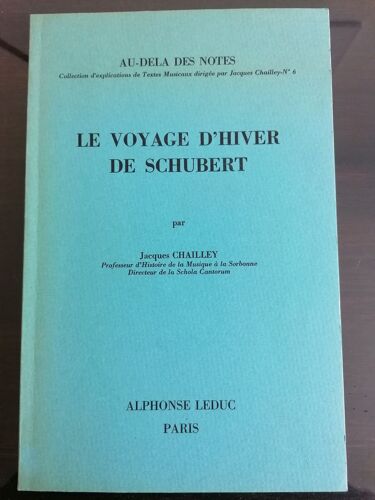 AU-DELA DES NOTES
Collection d'explications de Textes Musicaux dirigée par Jacques Chailley-N° 6
LE VOYAGE D'HIVER
DE SCHUBERT
par
Jacques CHAILLEY
Professeur d'Histoire de la Musique à la Sorbonne
Directeur de la Schola Cantorum
ALPHONSE LEDUC
PARIS